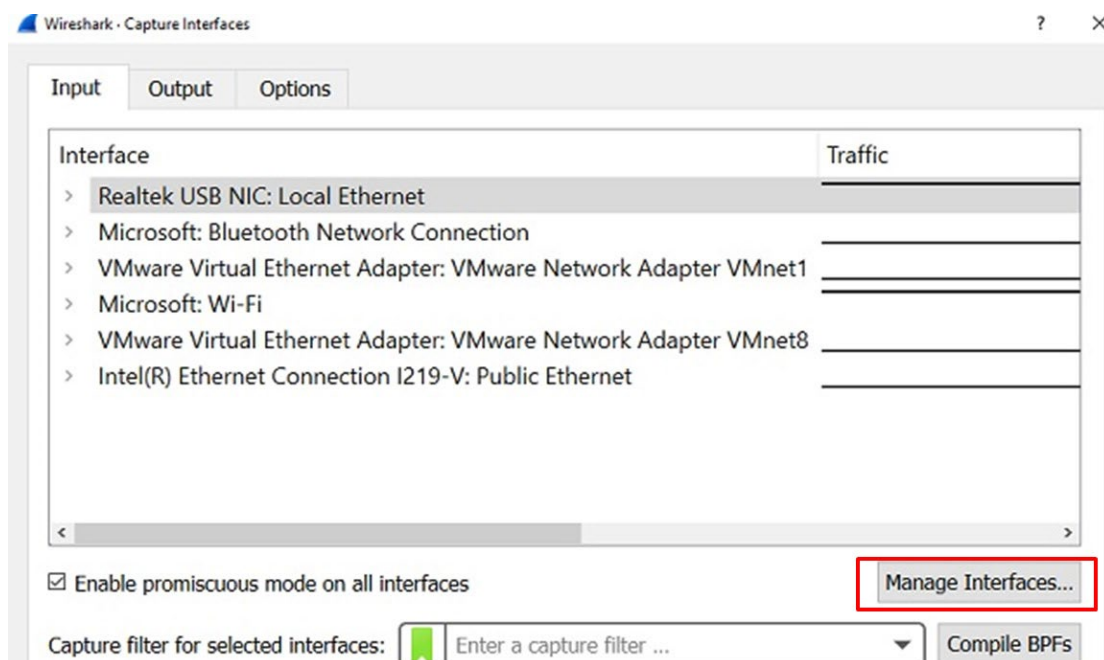 Wireshark · Capture Interfaces ? ×
Input Output Options
Interface Traffic
> Realtek USB NIC: Local Ethernet
> Microsoft: Bluetooth Network Connection
> VMware Virtual Ethernet Adapter: VMware Network Adapter VMnet1
> Microsoft: Wi-Fi
> VMware Virtual Ethernet Adapter: VMware Network Adapter VMnet8
> Intel(R) Ethernet Connection I219-V: Public Ethernet
Enable promiscuous mode on all interfaces Manage Interfaces...
Capture filter for selected interfaces: Enter a capture filter ... Compile BPFs